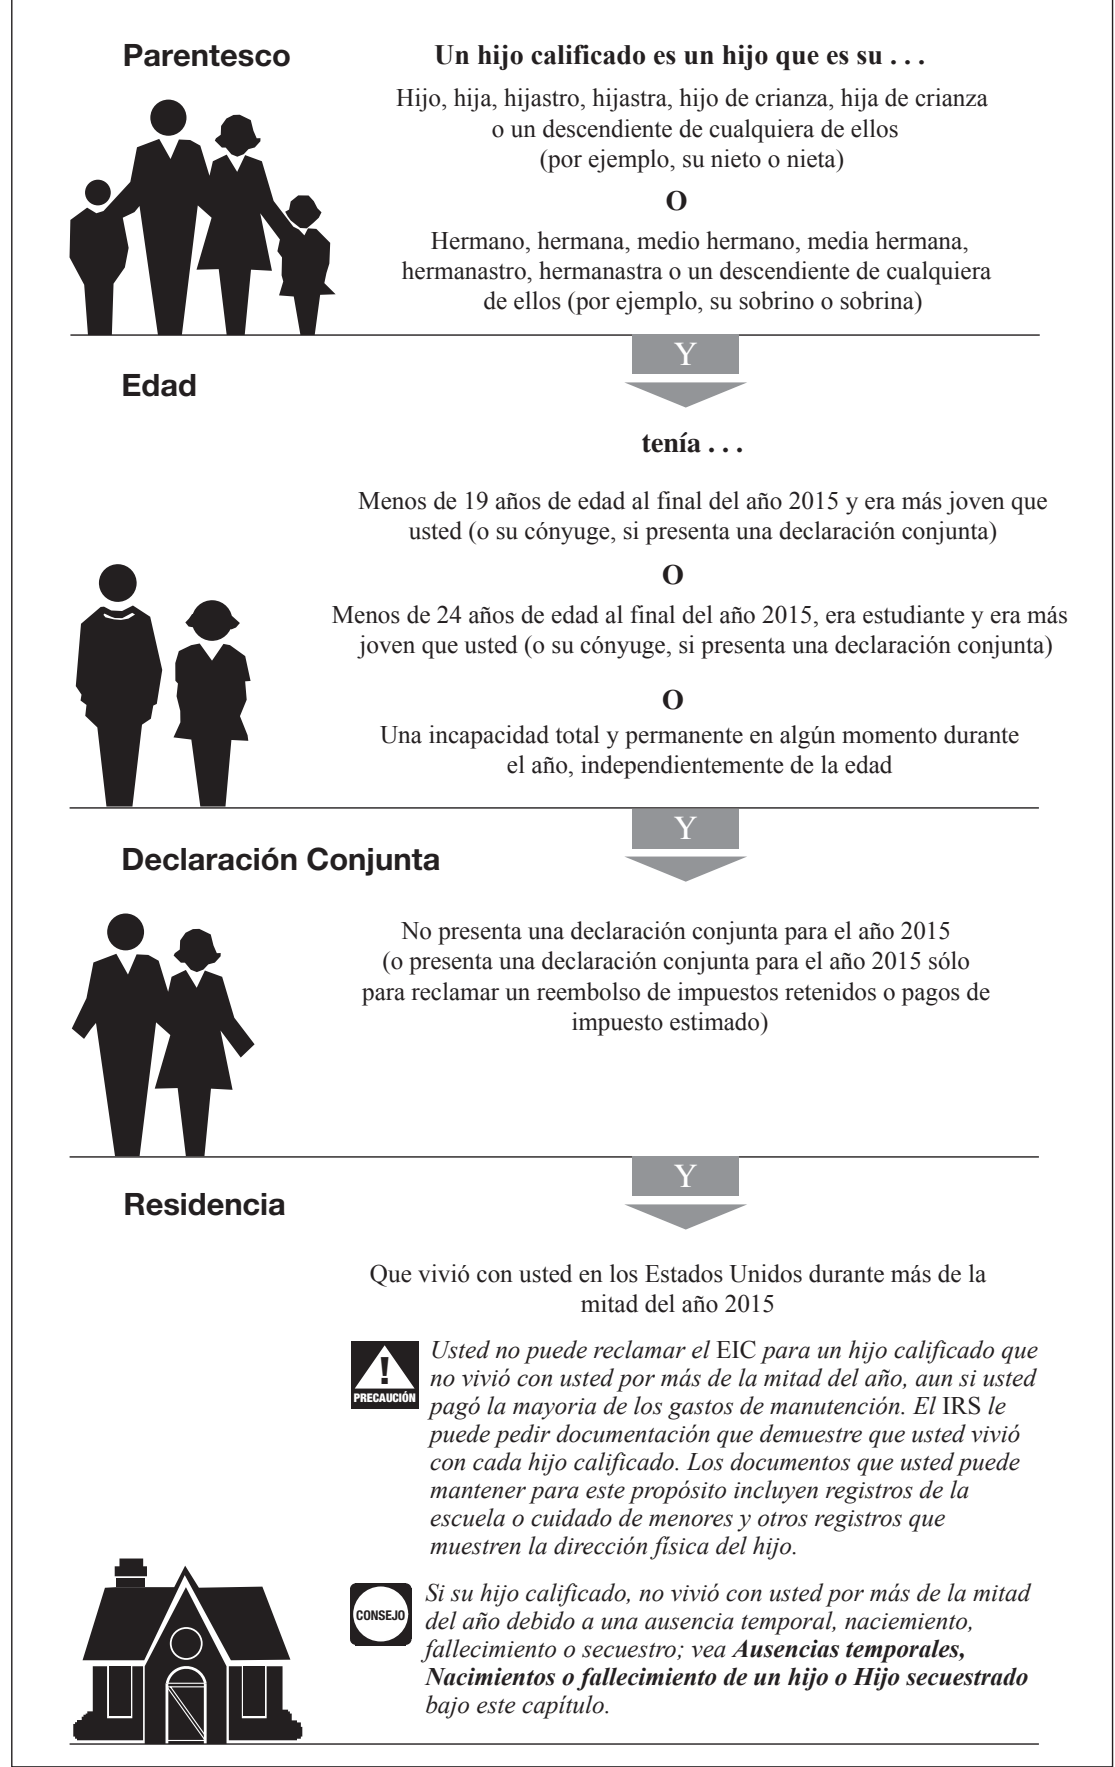 Parentesco
Un hijo calificado es un hijo que es su . . .
Hijo, hija, hijastro, hijastra, hijo de crianza, hija de crianza
o un descendiente de cualquiera de ellos
(por ejemplo, su nieto o nieta)
O
Hermano, hermana, medio hermano, media hermana,
hermanastro, hermanastra o un descendiente de cualquiera
de ellos (por ejemplo, su sobrino o sobrina)
Y
Edad
tenía . . .
Menos de 19 años de edad al final del año 2015 y era más joven que
usted (o su cónyuge, si presenta una declaración conjunta)
O
Menos de 24 años de edad al final del año 2015, era estudiante y era más
joven que usted (o su cónyuge, si presenta una declaración conjunta)
O
Una incapacidad total y permanente en algún momento durante
el año, independientemente de la edad
Y
Declaración Conjunta
No presenta una declaración conjunta para el año 2015
(o presenta una declaración conjunta para el año 2015 sólo
para reclamar un reembolso de impuestos retenidos o pagos de
impuesto estimado)
Y
Residencia
Que vivió con usted en los Estados Unidos durante más de la
mitad del año 2015
!
PRECAUCIÓN
Usted no puede reclamar el EIC para un hijo calificado que
no vivió con usted por más de la mitad del año, aun si usted
pagó la mayoria de los gastos de manutención. El IRS le
puede pedir documentación que demuestre que usted vivió
con cada hijo calificado. Los documentos que usted puede
mantener para este propósito incluyen registros de la
escuela o cuidado de menores y otros registros que
muestren la dirección física del hijo.
CONSEJO
Si su hijo calificado, no vivió con usted por más de la mitad
del año debido a una ausencia temporal, naciemiento,
fallecimiento o secuestro; vea Ausencias temporales,
Nacimientos o fallecimiento de un hijo o Hijo secuestrado
bajo este capítulo.